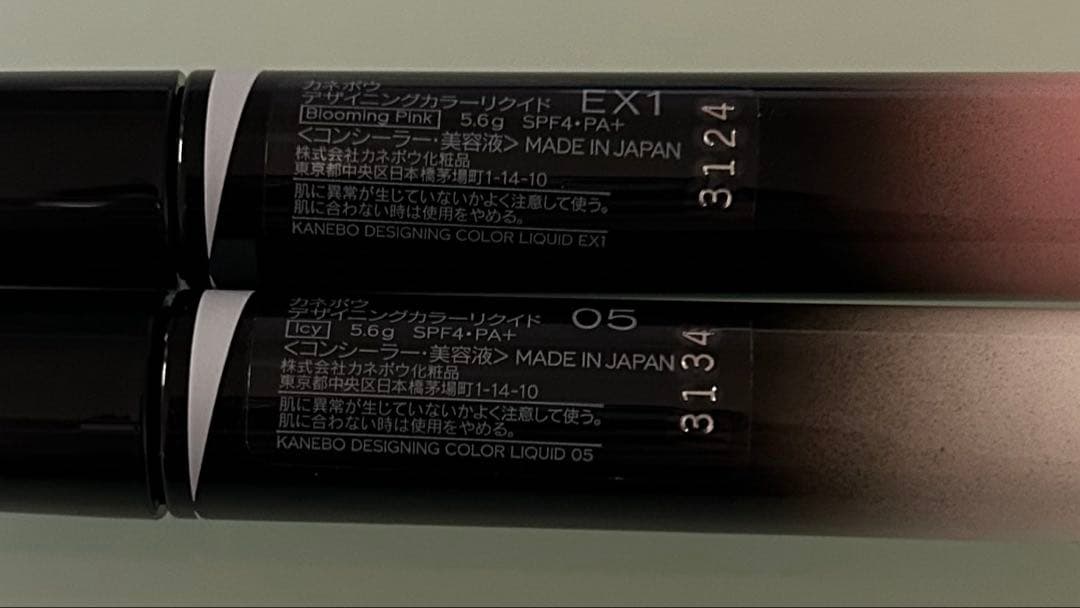 カネボウ
デザイニングカラーリクイド EX1
Blooming Pink 5.6g SPF4・PA+
<コンシーラー・美容液> MADE IN JAPAN
株式会社カネボウ化粧品
東京都中央区日本橋茅場町1-14-10
肌に異常が生じていないかよく注意して使う。
肌に合わない時は使用をやめる。
KANEBO DESIGNING COLOR LIQUID EX1
3124
カネボウ
デザイニングカラーリクイド 05
Icy 5.6g SPF4・PA+
<コンシーラー・美容液> MADE IN JAPAN
株式会社カネボウ化粧品
東京都中央区日本橋茅場町1-14-10
肌に異常が生じていないかよく注意して使う。
肌に合わない時は使用をやめる。
KANEBO DESIGNING COLOR LIQUID 05
3134